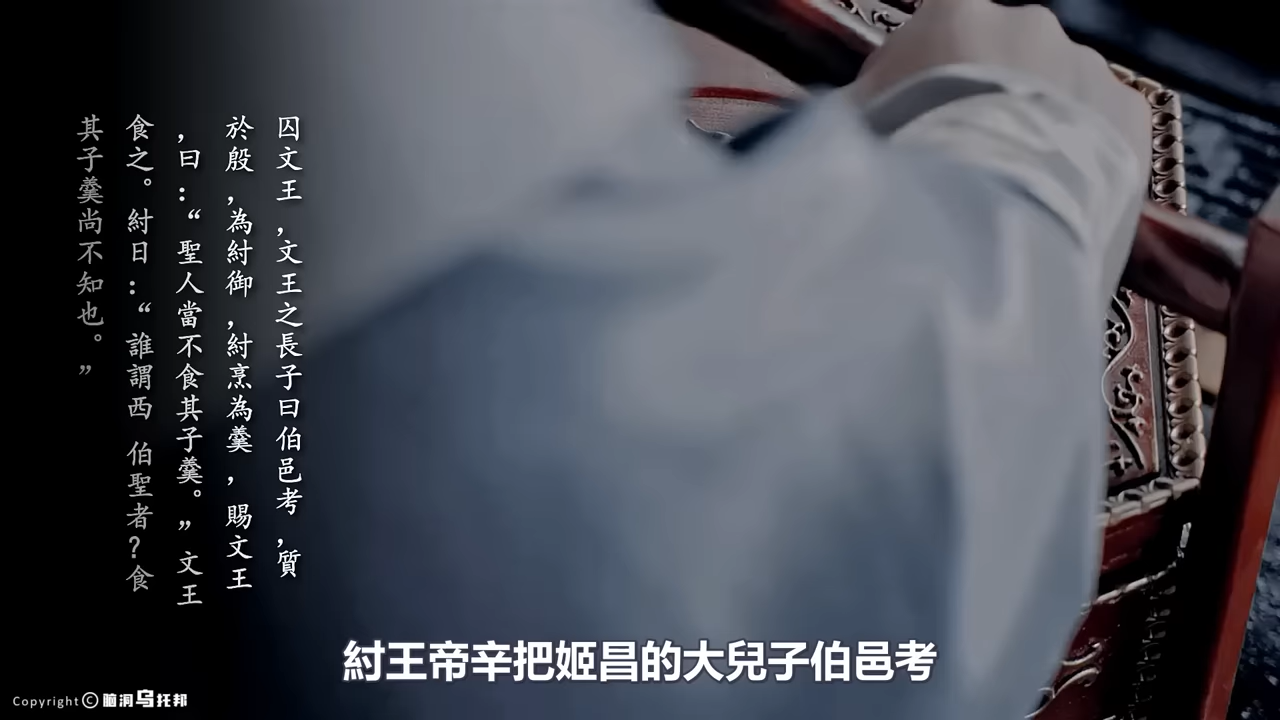 囚文王,文王之長子曰伯邑考,質
於殷,為紂御,紂烹為羹,賜文王
,曰:“聖人當不食其子羹。”文王
食之。紂曰:“誰謂西 伯聖者?食
其子羹尚不知也。”
紂王帝辛把姬昌的大兒子伯邑考
Copyright © 脑洞乌托邦